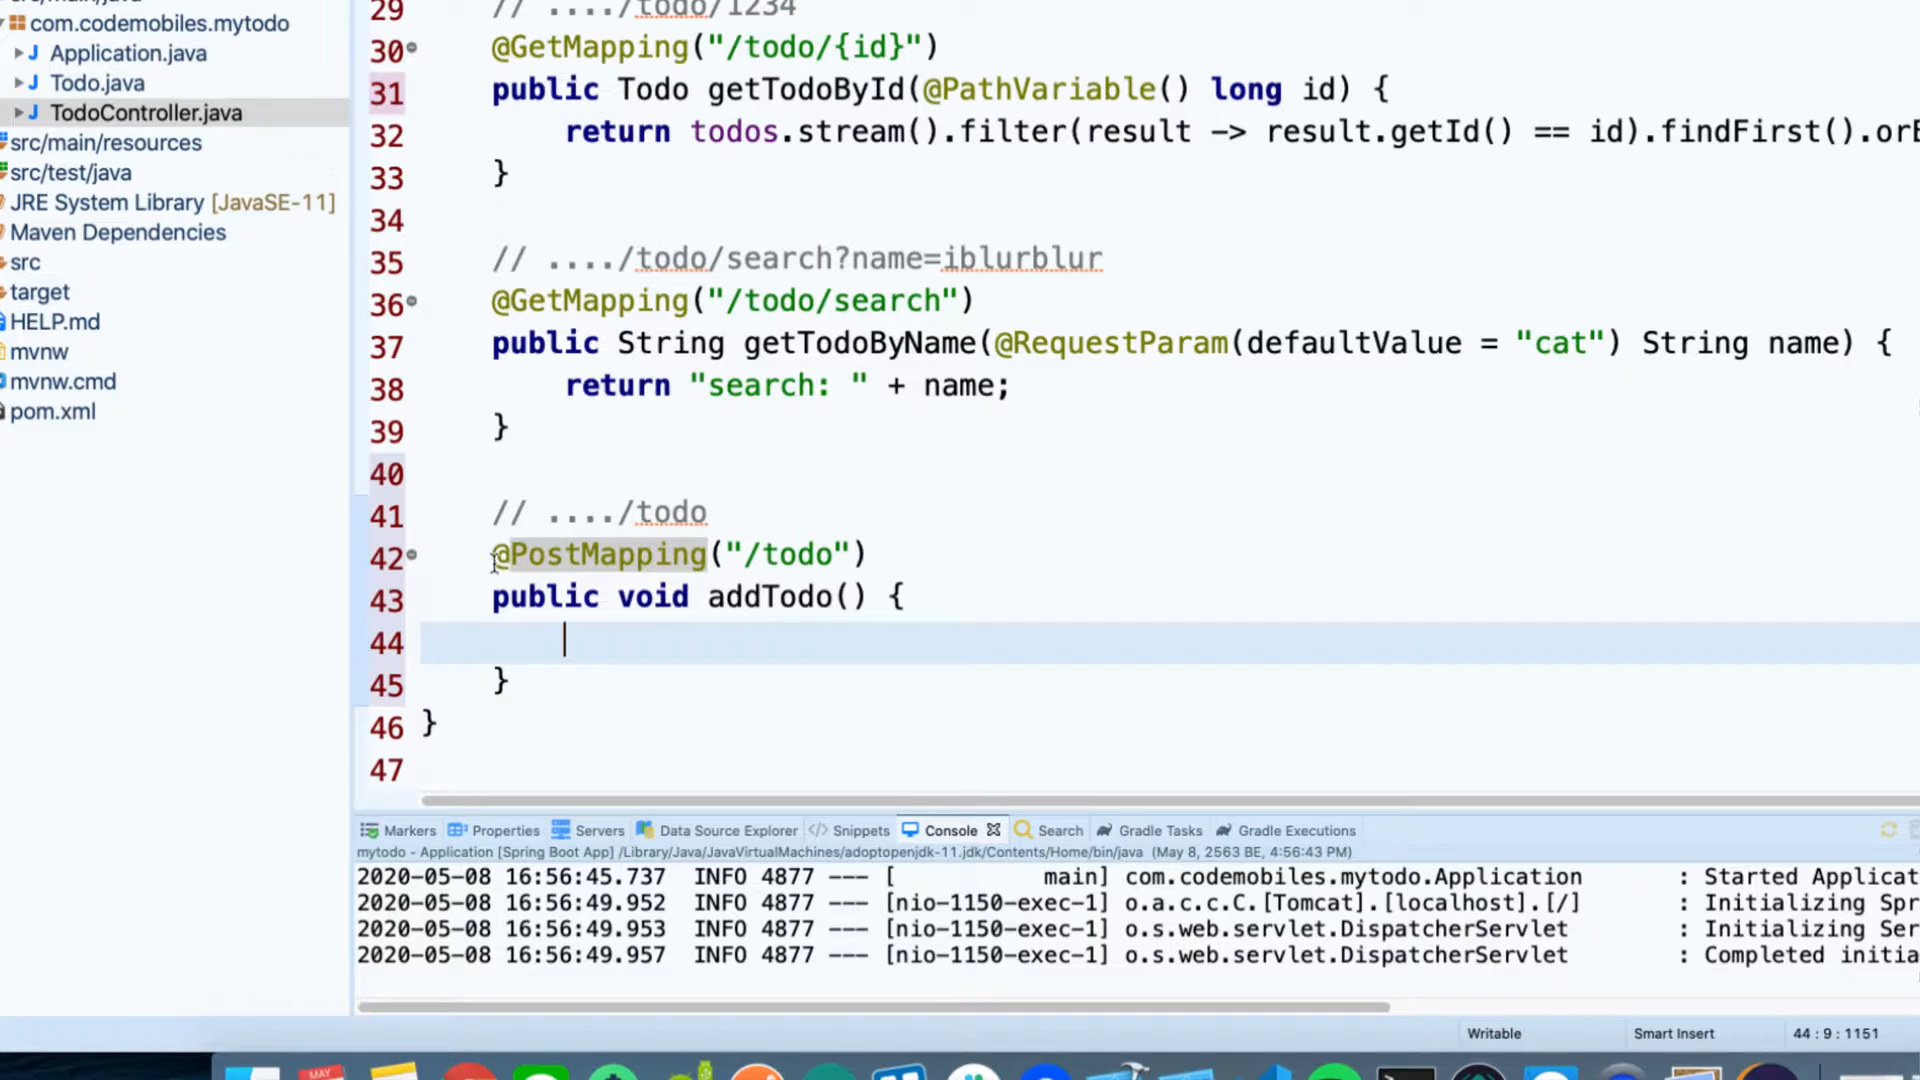 src/main/java
com.codemobiles.mytodo
Application.java
Todo.java
TodoController.java
src/main/resources
src/test/java
JRE System Library [JavaSE-11]
Maven Dependencies
src
target
HELP.md
mvnw
mvnw.cmd
pom.xml
29 // ..../todo/1234
30 @GetMapping("/todo/{id}")
31 public Todo getTodoById(@PathVariable() long id) {
32 return todos.stream().filter(result -> result.getId() == id).findFirst().orE
33 }
34
35 // ..../todo/search?name=iblurblur
36 @GetMapping("/todo/search")
37 public String getTodoByName(@RequestParam(defaultValue = "cat") String name) {
38 return "search: " + name;
39 }
40
41 // ..../todo
42 @PostMapping("/todo")
43 public void addTodo() {
44
45 }
46 }
47
Markers Properties Servers Data Source Explorer Snippets Console Search Gradle Tasks Gradle Executions
mytodo - Application [Spring Boot App] /Library/Java/JavaVirtualMachines/adoptopenjdk-11.jdk/Contents/Home/bin/java (May 8, 2563 BE, 4:56:43 PM)
2020-05-08 16:56:45.737 INFO 4877 --- [ main] com.codemobiles.mytodo.Application : Started Applicat
2020-05-08 16:56:49.952 INFO 4877 --- [nio-1150-exec-1] o.a.c.c.C.[Tomcat].[localhost].[/] : Initializing Spr
2020-05-08 16:56:49.953 INFO 4877 --- [nio-1150-exec-1] o.s.web.servlet.DispatcherServlet : Initializing Ser
2020-05-08 16:56:49.957 INFO 4877 --- [nio-1150-exec-1] o.s.web.servlet.DispatcherServlet : Completed initia
Writable Smart Insert 44 : 9 : 1151
MAY